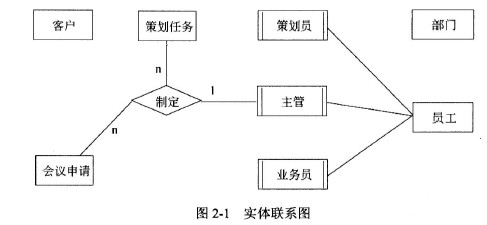 客户 策划任务 策划员 部门
n
制定 1 主管
员工
n
会议申请 业务员
图 2-1 实体联系图